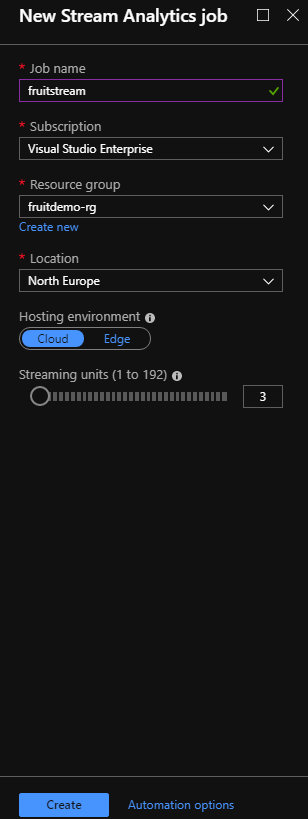 New Stream Analytics job
* Job name
fruitstream
* Subscription
Visual Studio Enterprise
* Resource group
fruitdemo-rg
Create new
* Location
North Europe
Hosting environment
Cloud Edge
Streaming units (1 to 192)
3
Create Automation options